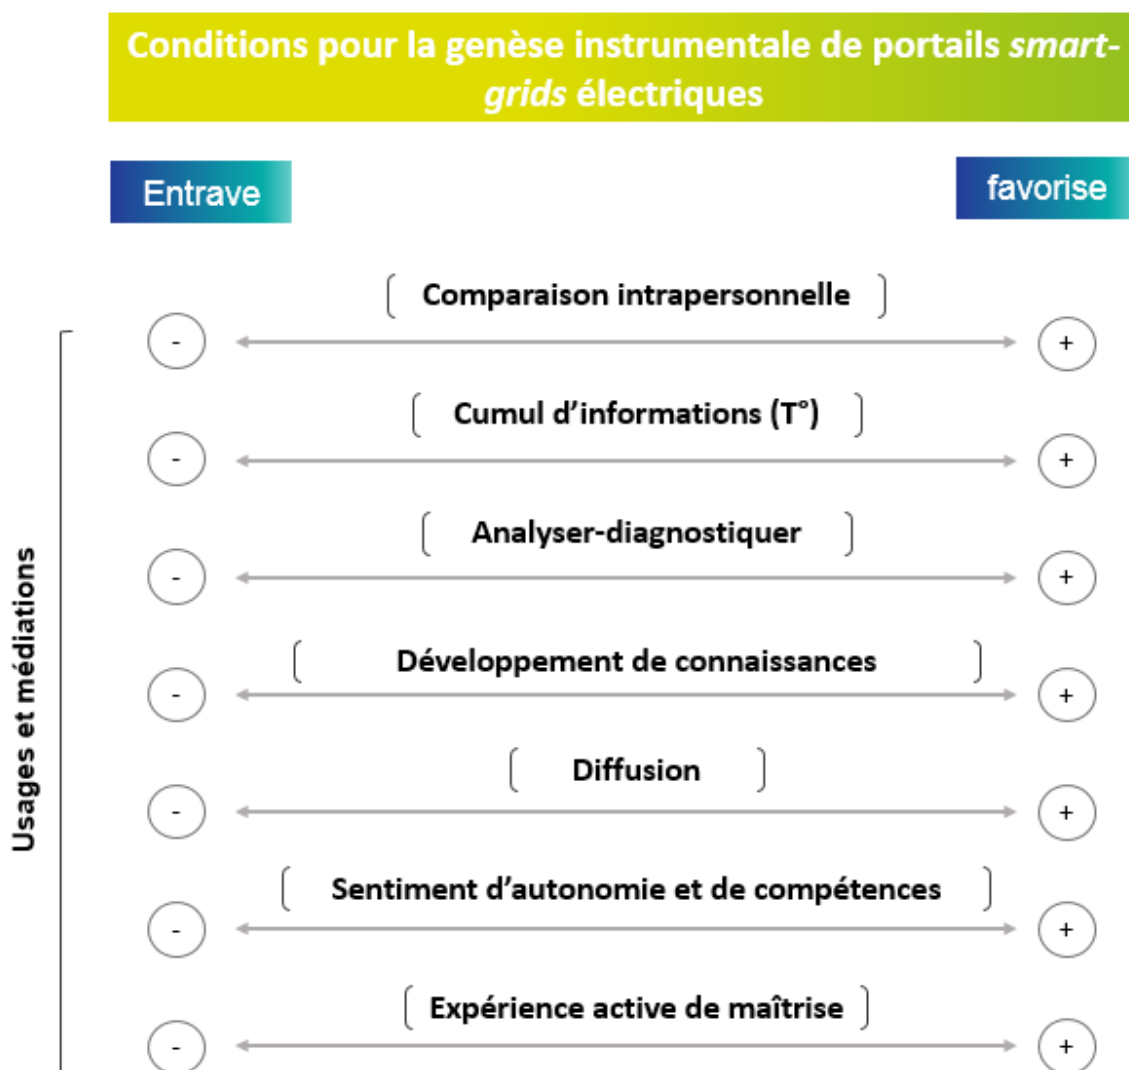 Conditions pour la genèse instrumentale de portails smart-
grids électriques
Entrave
favorise
Comparaison intrapersonnelle
- +
Cumul d’informations (T°)
- +
Analyser-diagnostiquer
- +
Développement de connaissances
- +
Diffusion
- +
Sentiment d’autonomie et de compétences
- +
Expérience active de maîtrise
- +
Usages et médiations